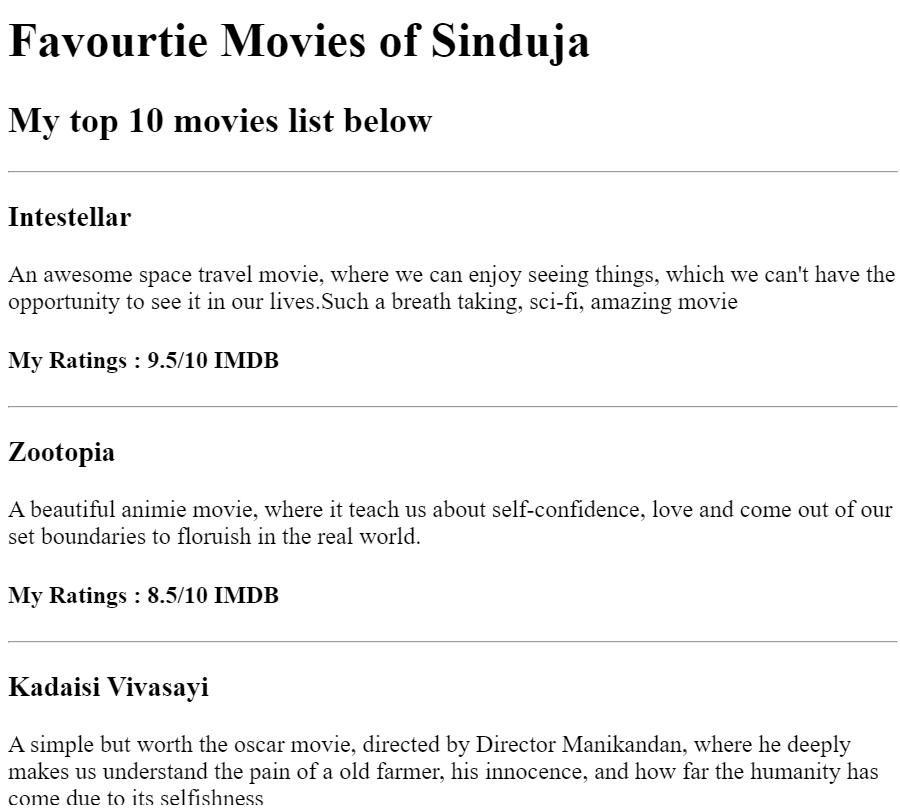 Favourtie Movies of Sinduja
My top 10 movies list below
Intestellar
An awesome space travel movie, where we can enjoy seeing things, which we can't have the
opportunity to see it in our lives.Such a breath taking, sci-fi, amazing movie
My Ratings : 9.5/10 IMDB
Zootopia
A beautiful animie movie, where it teach us about self-confidence, love and come out of our
set boundaries to floruish in the real world.
My Ratings : 8.5/10 IMDB
Kadaisi Vivasayi
A simple but worth the oscar movie, directed by Director Manikandan, where he deeply
makes us understand the pain of a old farmer, his innocence, and how far the humanity has
come due to its selfishness